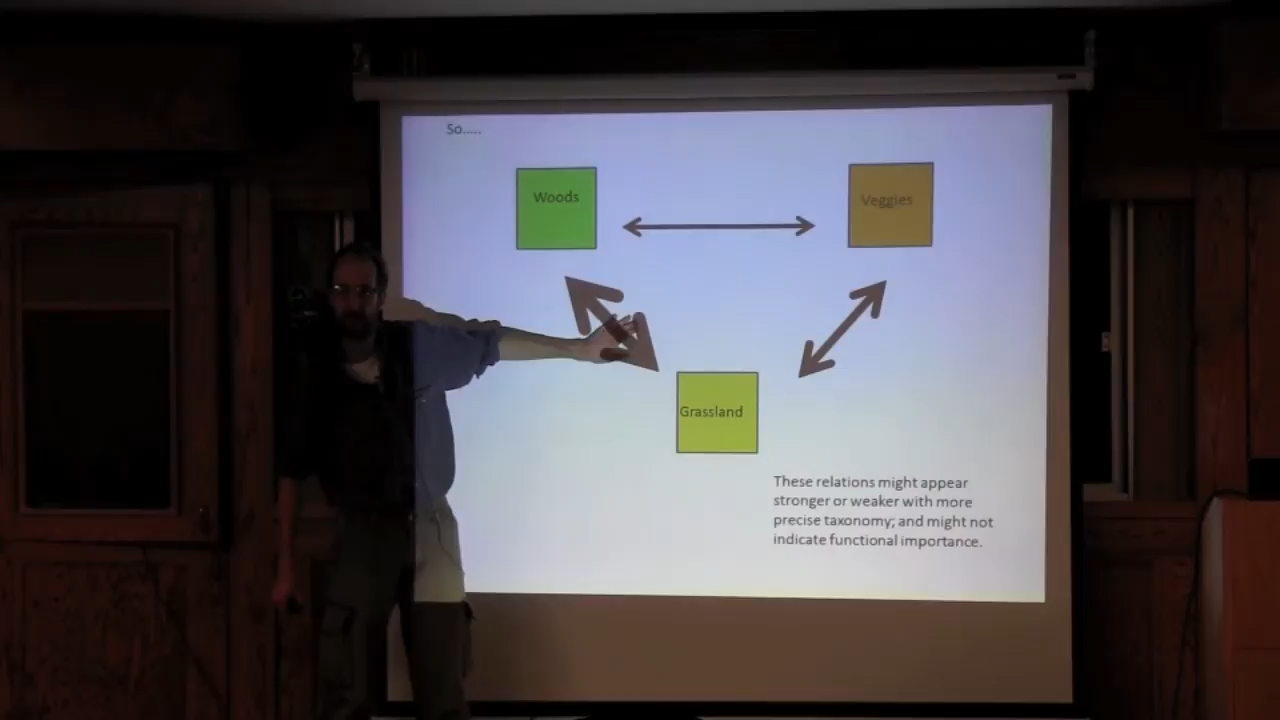 So.....
Woods
Veggies
Grassland
These relations might appear
stronger or weaker with more
precise taxonomy; and might not
indicate functional importance.